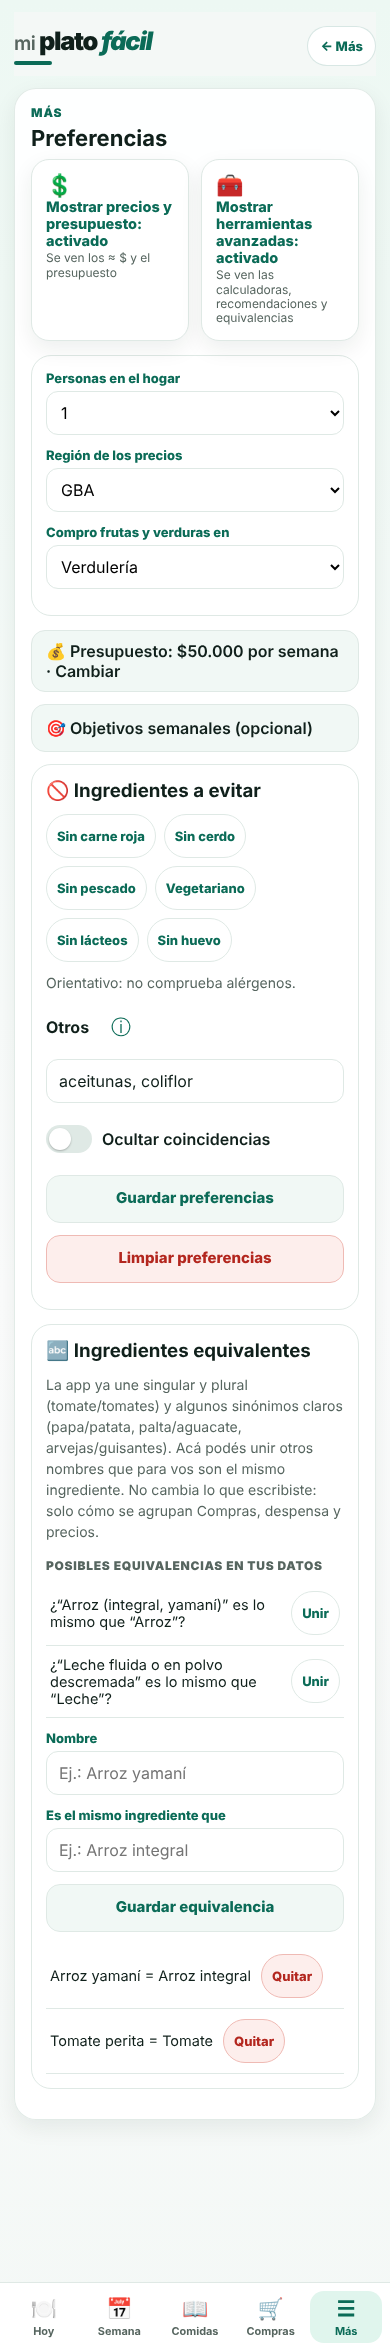 mi plato fácil
← Más
MÁS
Preferencias
Mostrar precios y
presupuesto:
activado
Se ven los ≈ $ y el
presupuesto
Mostrar
herramientas
avanzadas:
activado
Se ven las
calculadoras,
recomendaciones y
equivalencias
Personas en el hogar
1
Región de los precios
GBA
Compro frutas y verduras en
Verdulería
💰 Presupuesto: $50.000 por semana
· Cambiar
🎯 Objetivos semanales (opcional)
🚫 Ingredientes a evitar
Sin carne roja
Sin cerdo
Sin pescado
Vegetariano
Sin lácteos
Sin huevo
Orientativo: no comprueba alérgenos.
Otros ⓘ
aceitunas, coliflor
Ocultar coincidencias
Guardar preferencias
Limpiar preferencias
🔤 Ingredientes equivalentes
La app ya une singular y plural
(tomate/tomates) y algunos sinónimos claros
(papa/patata, palta/aguacate,
arvejas/guisantes). Acá podés unir otros
nombres que para vos son el mismo
ingrediente. No cambia lo que escribiste:
solo cómo se agrupan Compras, despensa y
precios.
POSIBLES EQUIVALENCIAS EN TUS DATOS
¿“Arroz (integral, yamaní)” es lo
mismo que “Arroz”?
Unir
¿“Leche fluida o en polvo
descremada” es lo mismo que
“Leche”?
Unir
Nombre
Ej.: Arroz yamaní
Es el mismo ingrediente que
Ej.: Arroz integral
Guardar equivalencia
Arroz yamaní = Arroz integral
Quitar
Tomate perita = Tomate
Quitar
Hoy
Semana
Comidas
Compras
Más